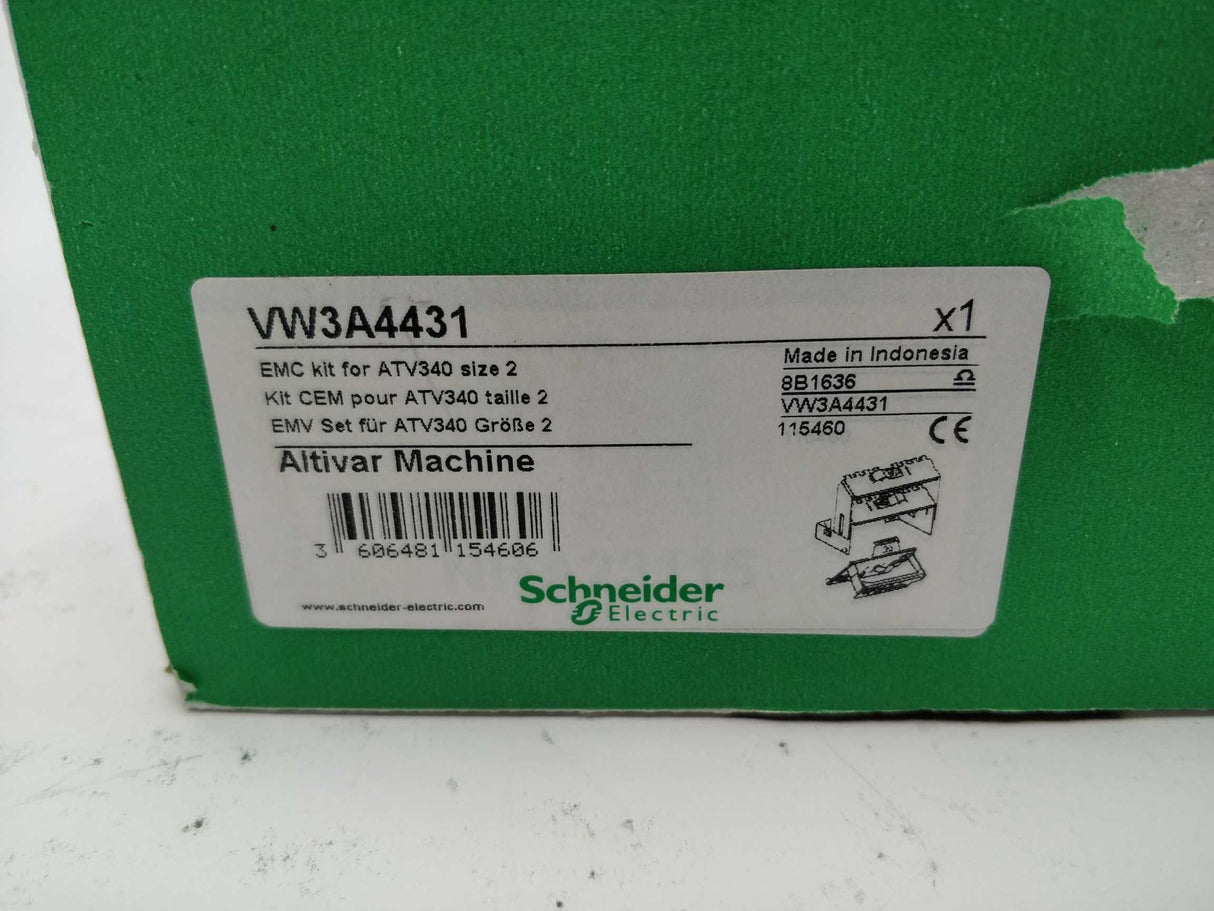 VW3A4431 x1
EMC kit for ATV340 size 2
Kit CEM pour ATV340 taille 2
EMV Set für ATV340 Größe 2
Altivar Machine
Made in Indonesia
8B1636
VW3A4431
115460 CE
3 606481 154606
www.schneider-electric.com
Schneider
Electric